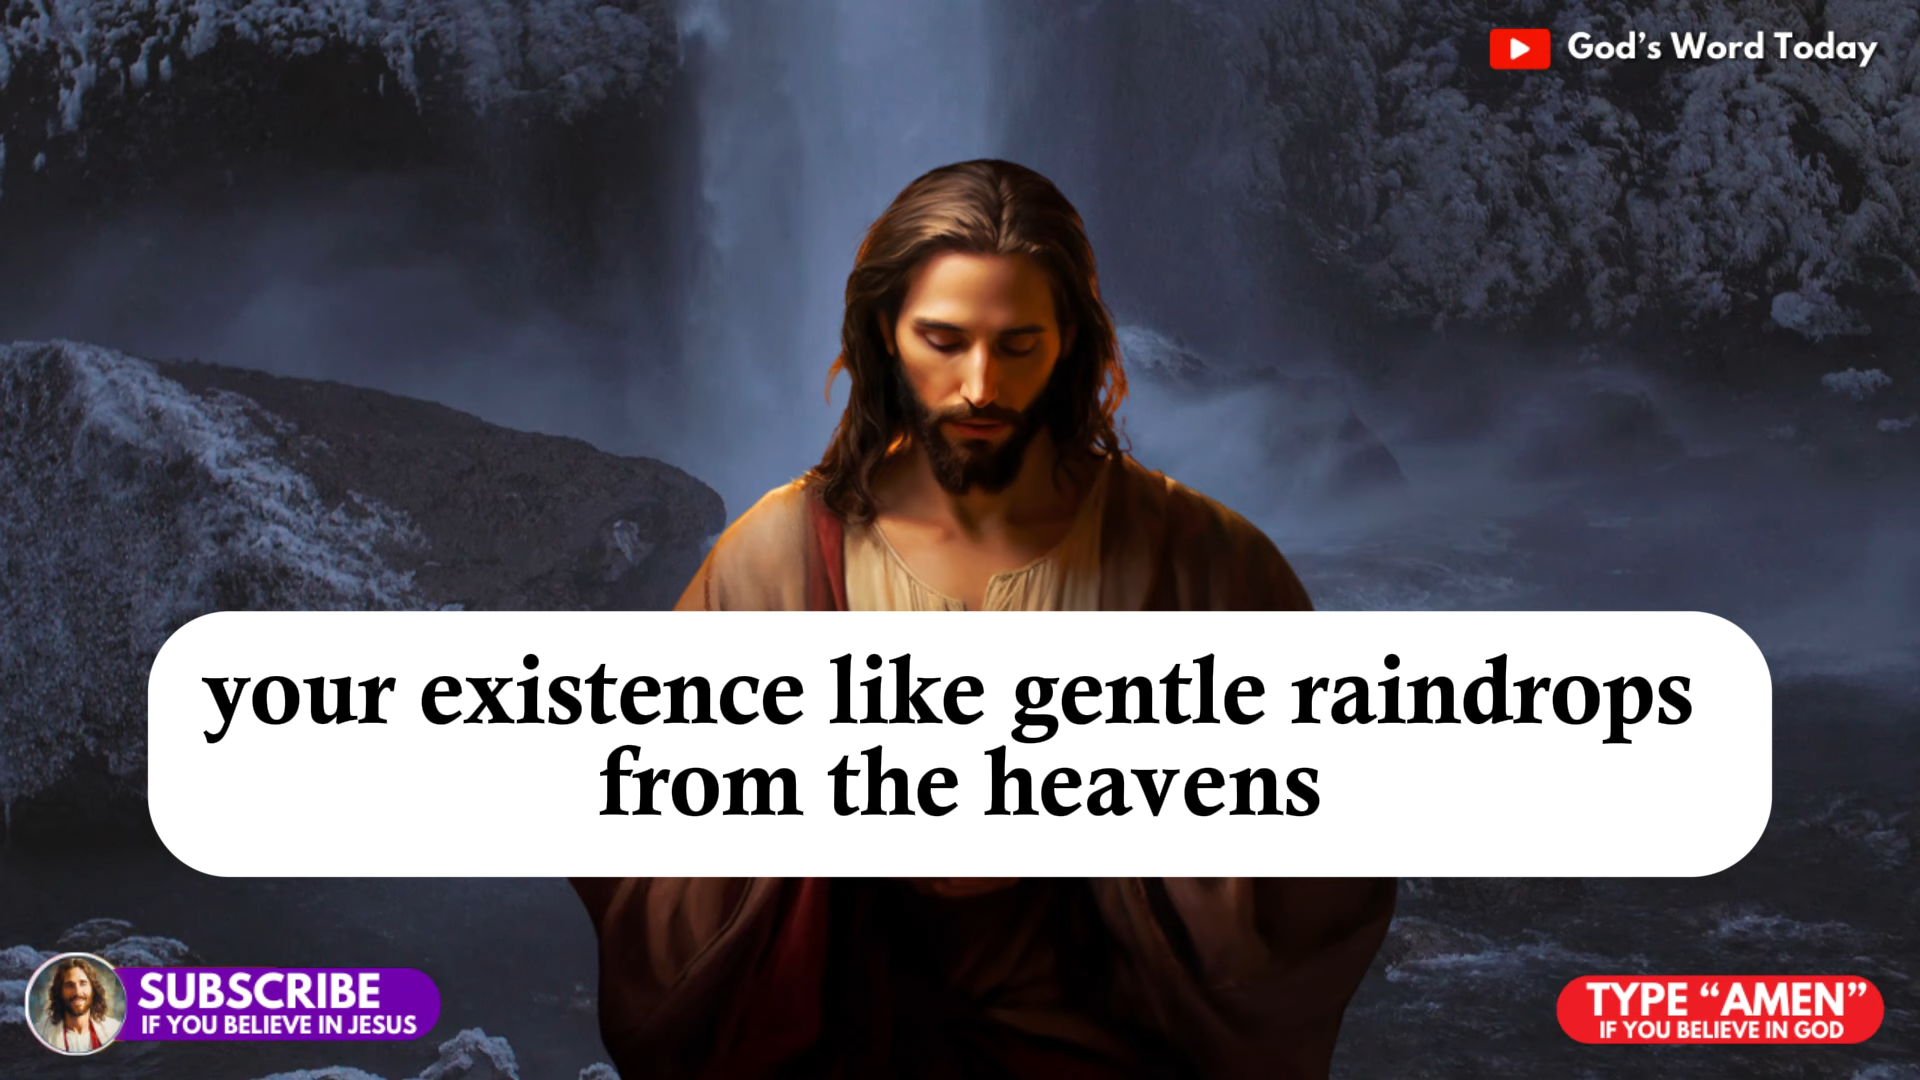 God's Word Today
your existence like gentle raindrops
from the heavens
SUBSCRIBE
IF YOU BELIEVE IN JESUS
TYPE “AMEN”
IF YOU BELIEVE IN GOD